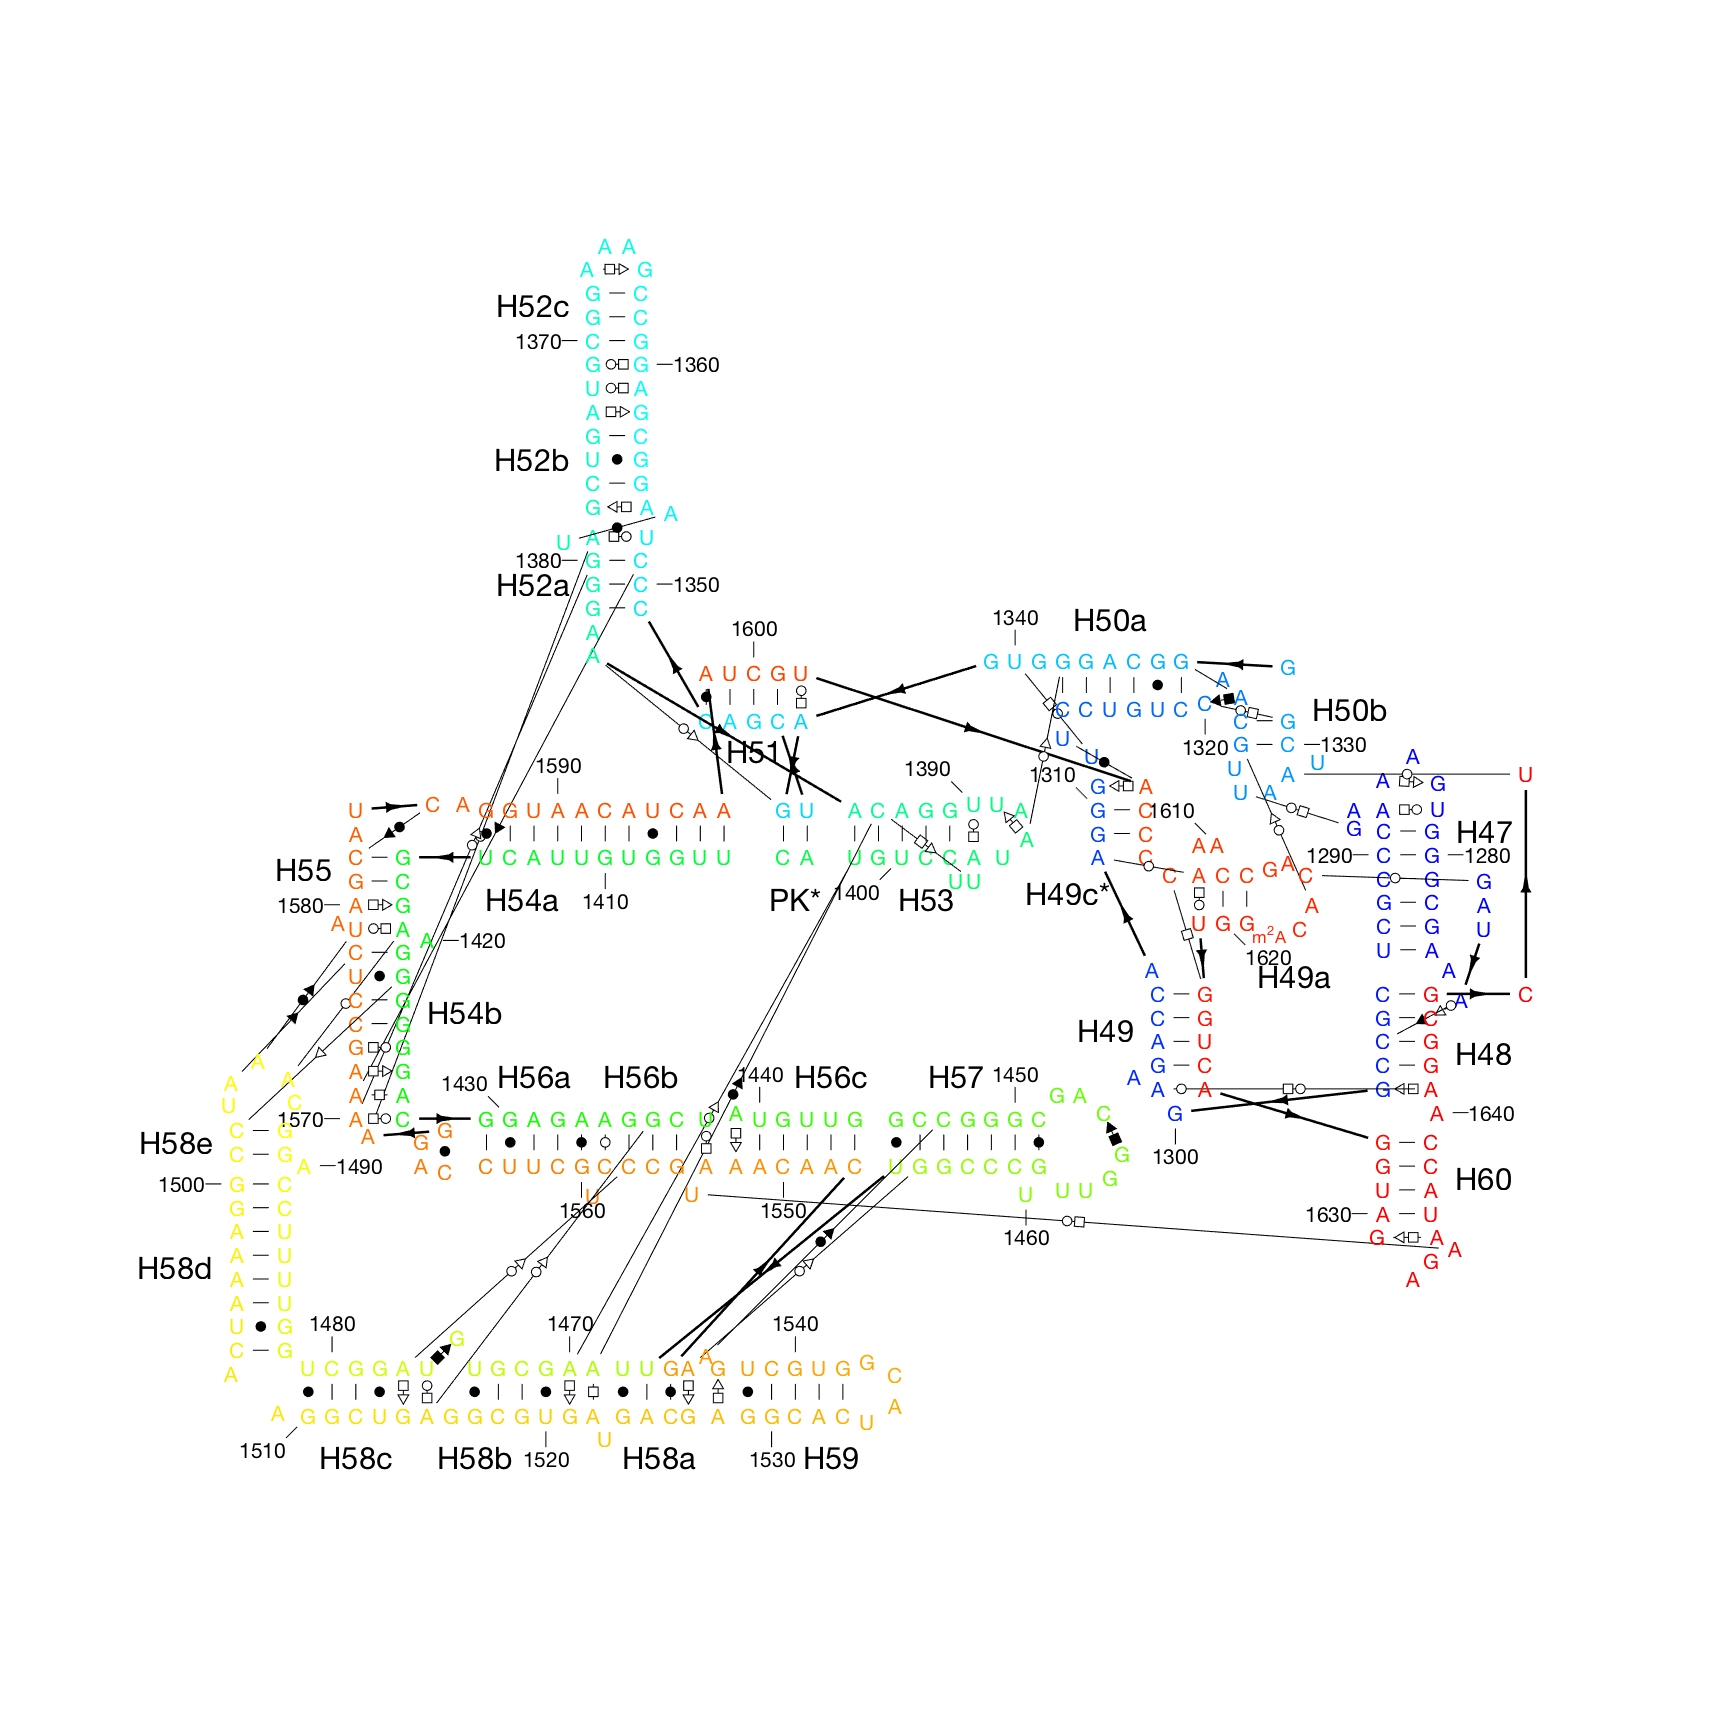 A A
A G
G C
H52c
G C
1370 C G
G G 1360
U A
A G
G C
H52b
U G
C G
G A A
U A U
1380 G C
H52a
G C 1350
G C
A
A
1600
A U C G U
C A G C A
H51
1340
H50a
G U G G G A C G G G
C C U G U C C
A A
1320
U U
C G
H50b
G C 1330
U A U
U A
1590
U C A G G U A A C A U C A A
G U
1390
A C A G G U U A
A
U C A U U G U G G U U
C A
U G U C C A U
U U
H54a
1410
PK*
1400
H53
H49c*
1310
G A
G C
G C
A C
1610
A A
C A C C G A C
A
C
U G G m²A
1620
H49a
A
A G
A U
H47
A A
G C G
1290 C G 1280
C G
G C
C G
U A
G
A
U
A
A
U
C
H55
A
C G
G C
1580 A G
A U A
A 1420
C G
U G
C G
H54b
C G
G G
A G
A A
1570 A C
A
G G
A C
1430
H56a
H56b
1440
H56c
H57
1450
G G A G A A G G C U A U G U U G
G C C G G G C
G A C
G
G
U U U
1460
C U U C G C C C G A A A C A A C
U G G C C C G
U
1560
U
1550
H49
A
C G
C G
A U
G C
A A A
G
1300
H48
C G
G C
C G
C G
G A
A 1640
H60
G C
G C
U A
1630 A U
G A A
G
A
H58e
A
A
U
A
C
C G
C G
A 1490
1500 G C
G C
A U
H58d
A U
A U
A U
U G
C G
A
1480
U C G G A U G
1470
U G C G A A U U G A A
1540
G U C G U G G C
A
A G G C U G A G G C G U G A G A C G A G G C A C U
U
1510
H58c
H58b
1520
H58a
1530
H59